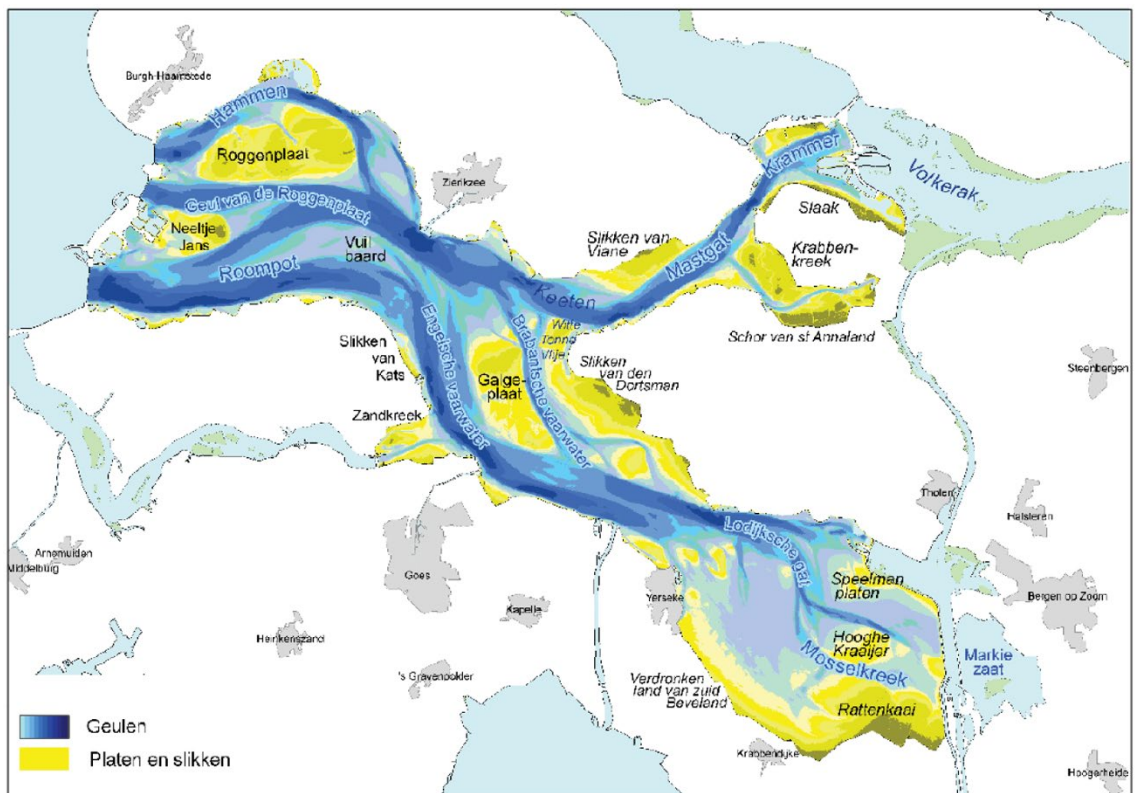 Burgh-Haamstede
Hammen
Roggenplaat
Zierikzee
Krammer
Volkerak
Geul van de Roggenplaat
Slaak
Neeltje
Jans
Vuil
baard
Slikken van
Viane
Mastgat
Krabben-
kreek
Roompot
Keeten
Witte
Tonne
Vlije
Schor van st Annaland
Slikken
van
Kats
Engelsche vaarwater
Brabantsche vaarwater
Galge-
plaat
Slikken
van den
Dortsman
Steenbergen
Zandkreek
Tholen
Halsteren
Lodijksche gat
Arnemuiden
Middelburg
Goes
Yerseke
Speelman
platen
Bergen op Zoom
Kapelle
Heinkenszand
Hooghe
Kraaijer
Mosselkreek
Markie
zaat
's Gravenpolder
Verdronken
land van zuid
Beveland
Rattenkaai
Krabbendijke
Hoogerheide
Geulen
Platen en slikken